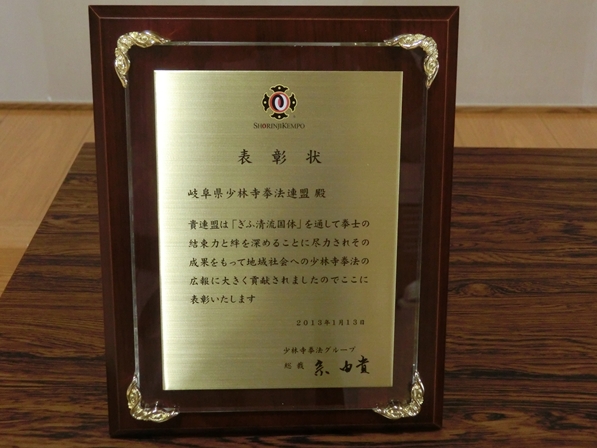 SHORINJIKEMPO
表彰状
岐阜県少林寺拳法連盟 殿
貴連盟は「ぎふ清流国体」を通して拳士の
結束力と絆を深めることに尽力されその
成果をもって地域社会への少林寺拳法の
広報に大きく貢献されましたのでここに
表彰いたします
2013年1月13日
少林寺拳法グループ
総裁 宗由貴